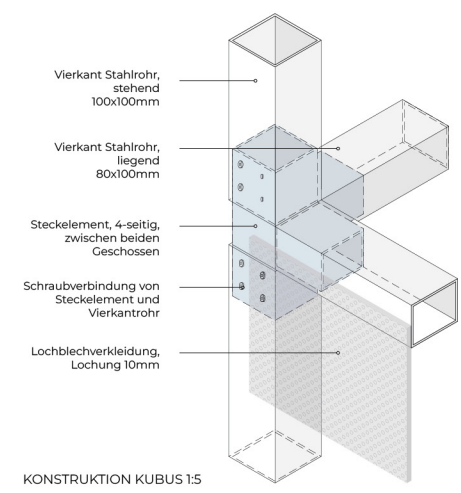 Vierkant Stahlrohr,
stehend
100x100mm
Vierkant Stahlrohr,
liegend
80x100mm
Steckelement, 4-seitig,
zwischen beiden
Geschossen
Schraubverbindung von
Steckelement und
Vierkantrohr
Lochblechverkleidung,
Lochung 10mm
KONSTRUKTION KUBUS 1:5